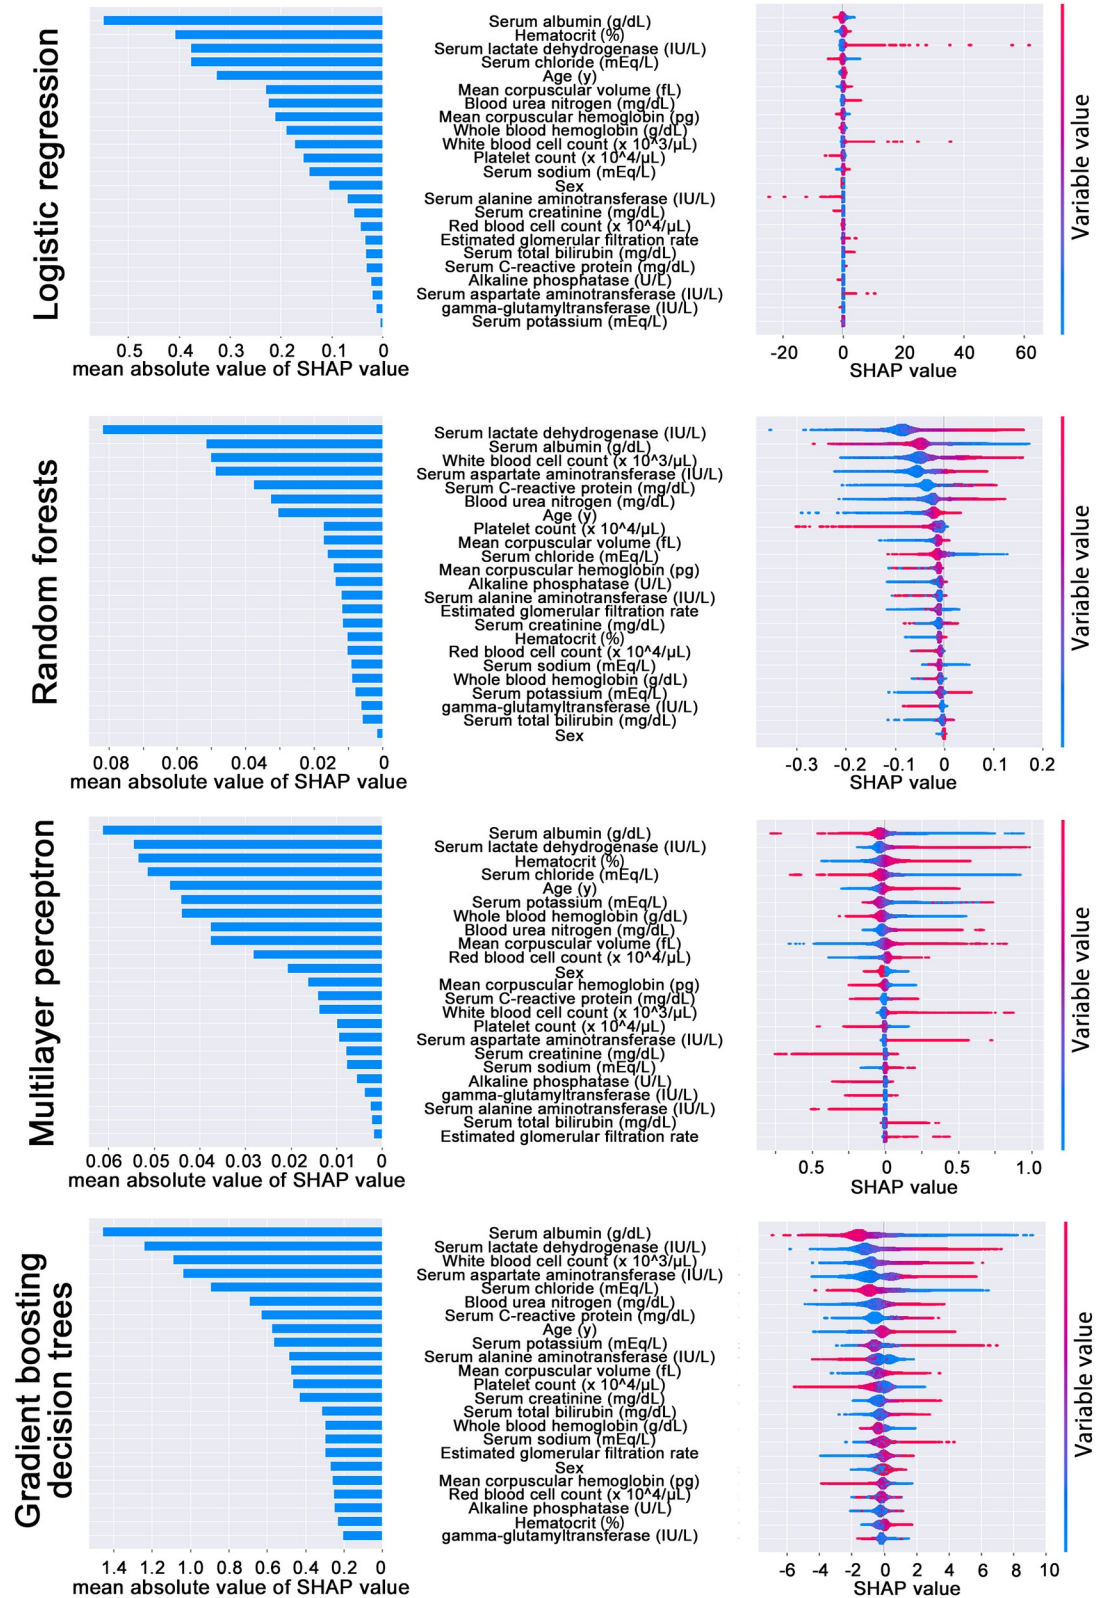 Logistic regression
Serum albumin (g/dL)
Hematocrit (%)
Serum lactate dehydrogenase (IU/L)
Serum chloride (mEq/L)
Age (y)
Mean corpuscular volume (fL)
Blood urea nitrogen (mg/dL)
Mean corpuscular hemoglobin (pg)
Whole blood hemoglobin (g/dL)
White blood cell count (x 10^3/µL)
Platelet count (x 10^4/µL)
Serum sodium (mEq/L)
Sex
Serum alanine aminotransferase (IU/L)
Serum creatinine (mg/dL)
Red blood cell count (x 10^4/µL)
Estimated glomerular filtration rate
Serum total bilirubin (mg/dL)
Serum C-reactive protein (mg/dL)
Alkaline phosphatase (U/L)
Serum aspartate aminotransferase (IU/L)
gamma-glutamyltransferase (IU/L)
Serum potassium (mEq/L)
0.5 0.4 0.3 0.2 0.1 0
mean absolute value of SHAP value
-20 0 20 40 60
SHAP value
Variable value
Random forests
Serum lactate dehydrogenase (IU/L)
Serum albumin (g/dL)
White blood cell count (x 10^3/µL)
Serum aspartate aminotransferase (IU/L)
Serum C-reactive protein (mg/dL)
Blood urea nitrogen (mg/dL)
Age (y)
Platelet count (x 10^4/µL)
Mean corpuscular volume (fL)
Serum chloride (mEq/L)
Mean corpuscular hemoglobin (pg)
Alkaline phosphatase (U/L)
Serum alanine aminotransferase (IU/L)
Estimated glomerular filtration rate
Serum creatinine (mg/dL)
Hematocrit (%)
Red blood cell count (x 10^4/µL)
Serum sodium (mEq/L)
Whole blood hemoglobin (g/dL)
Serum potassium (mEq/L)
gamma-glutamyltransferase (IU/L)
Serum total bilirubin (mg/dL)
Sex
0.08 0.06 0.04 0.02 0
mean absolute value of SHAP value
-0.3 -0.2 -0.1 0 0.1 0.2
SHAP value
Variable value
Multilayer perceptron
Serum albumin (g/dL)
Serum lactate dehydrogenase (IU/L)
Hematocrit (%)
Serum chloride (mEq/L)
Age (y)
Serum potassium (mEq/L)
Whole blood hemoglobin (g/dL)
Blood urea nitrogen (mg/dL)
Mean corpuscular volume (fL)
Red blood cell count (x 10^4/µL)
Sex
Mean corpuscular hemoglobin (pg)
Serum C-reactive protein (mg/dL)
White blood cell count (x 10^3/µL)
Platelet count (x 10^4/µL)
Serum aspartate aminotransferase (IU/L)
Serum creatinine (mg/dL)
Serum sodium (mEq/L)
Alkaline phosphatase (U/L)
gamma-glutamyltransferase (IU/L)
Serum alanine aminotransferase (IU/L)
Serum total bilirubin (mg/dL)
Estimated glomerular filtration rate
0.06 0.05 0.04 0.03 0.02 0.01 0
mean absolute value of SHAP value
0.5 0 0.5 1.0
SHAP value
Variable value
Gradient boosting
decision trees
Serum albumin (g/dL)
Serum lactate dehydrogenase (IU/L)
White blood cell count (x 10^3/µL)
Serum aspartate aminotransferase (IU/L)
Serum chloride (mEq/L)
Blood urea nitrogen (mg/dL)
Serum C-reactive protein (mg/dL)
Age (y)
Serum potassium (mEq/L)
Serum alanine aminotransferase (IU/L)
Mean corpuscular volume (fL)
Platelet count (x 10^4/µL)
Serum creatinine (mg/dL)
Serum total bilirubin (mg/dL)
Whole blood hemoglobin (g/dL)
Serum sodium (mEq/L)
Estimated glomerular filtration rate
Sex
Mean corpuscular hemoglobin (pg)
Red blood cell count (x 10^4/µL)
Alkaline phosphatase (U/L)
Hematocrit (%)
gamma-glutamyltransferase (IU/L)
1.4 1.2 1.0 0.8 0.6 0.4 0.2 0
mean absolute value of SHAP value
-6 -4 -2 0 2 4 6 8 10
SHAP value
Variable value